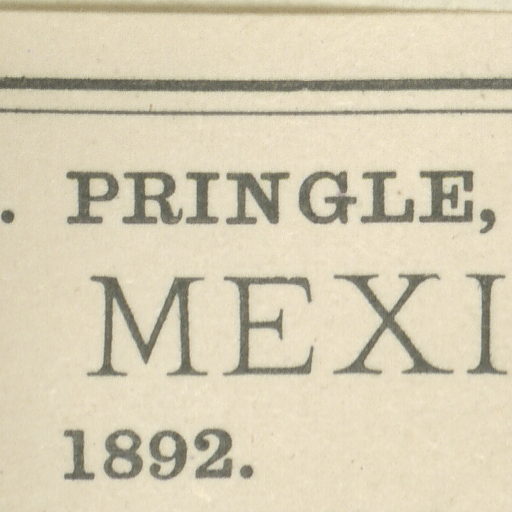 . PRINGLE,
MEXI
1892.